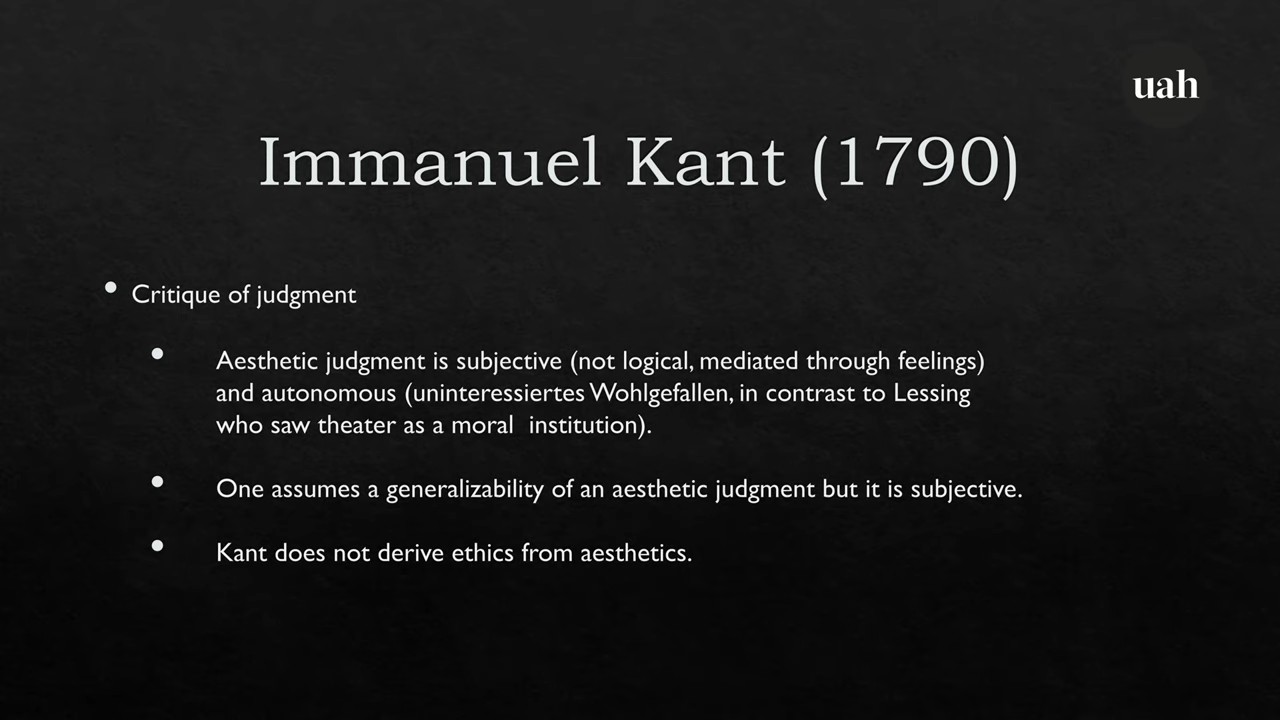 uah
Immanuel Kant (1790)
• Critique of judgment
• Aesthetic judgment is subjective (not logical, mediated through feelings)
and autonomous (uninteressiertes Wohlgefallen, in contrast to Lessing
who saw theater as a moral  institution).
• One assumes a generalizability of an aesthetic judgment but it is subjective.
• Kant does not derive ethics from aesthetics.